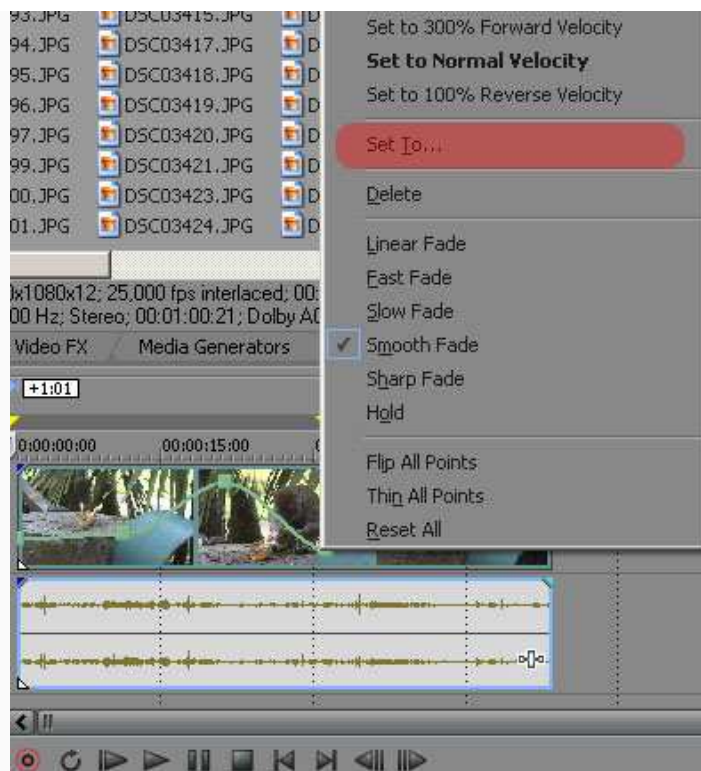 93.JPG DSC03415.JPG D
94.JPG DSC03417.JPG D
95.JPG DSC03418.JPG D
96.JPG DSC03419.JPG D
97.JPG DSC03420.JPG D
99.JPG DSC03421.JPG D
00.JPG DSC03423.JPG D
01.JPG DSC03424.JPG D
x1080x12; 25,000 fps interlaced; 00:
00 Hz; Stereo; 00:01:00:21; Dolby AC
Video FX Media Generators
+1:01
0:00:00:00 00:00:15:00
Set to 300% Forward Velocity
Set to Normal Velocity
Set to 100% Reverse Velocity
Set To...
Delete
Linear Fade
Fast Fade
Slow Fade
Smooth Fade
Sharp Fade
Hold
Flip All Points
Thin All Points
Reset All